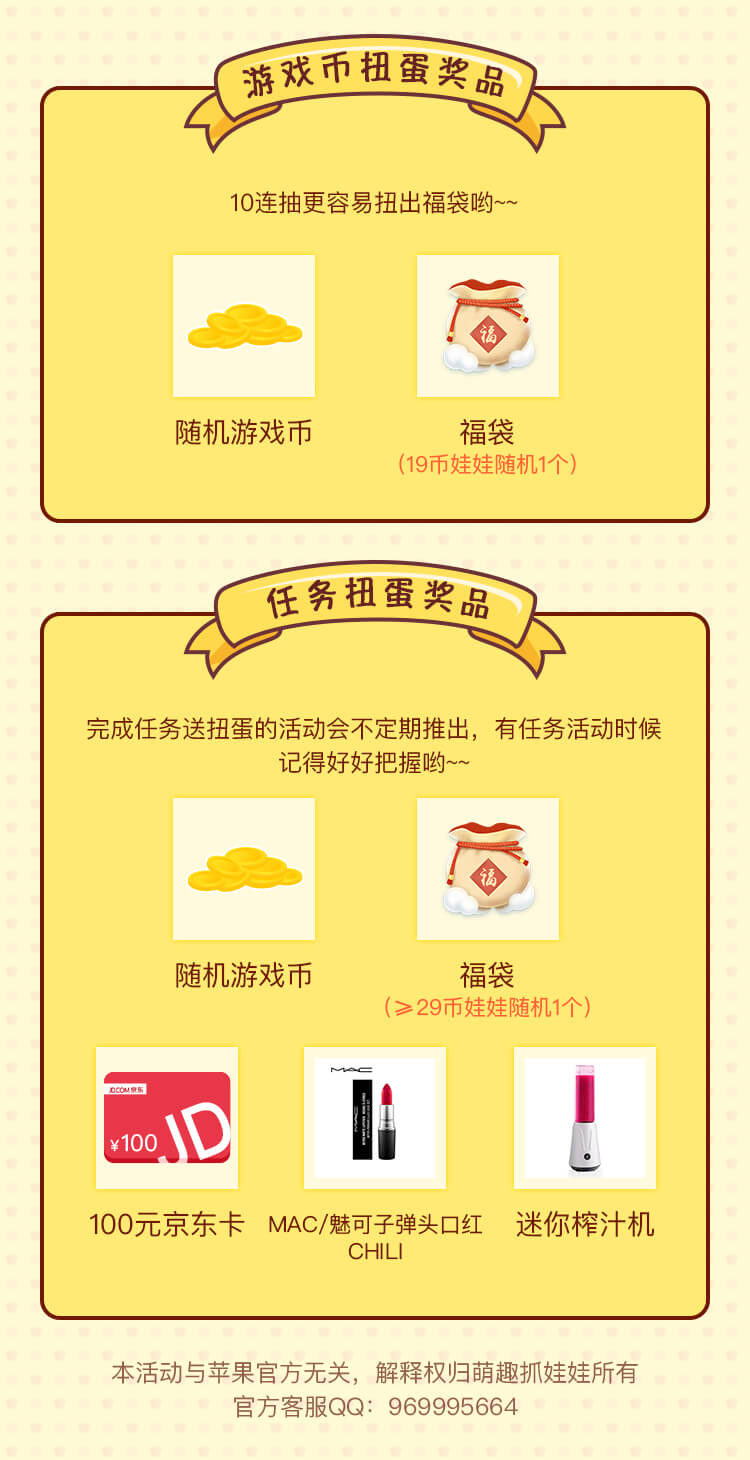 游戏币扭蛋奖品
10连抽更容易扭出福袋哟~~
福
随机游戏币
福袋
（19币娃娃随机1个）
任务扭蛋奖品
完成任务送扭蛋的活动会不定期推出，有任务活动时候
记得好好把握哟~~
福
随机游戏币
福袋
（≥29币娃娃随机1个）
JD.COM 京东
¥100
JD
MAC
MAC
100元京东卡
MAC/魅可子弹头口红
CHILI
迷你榨汁机
本活动与苹果官方无关，解释权归萌趣抓娃娃所有
官方客服QQ：969995664